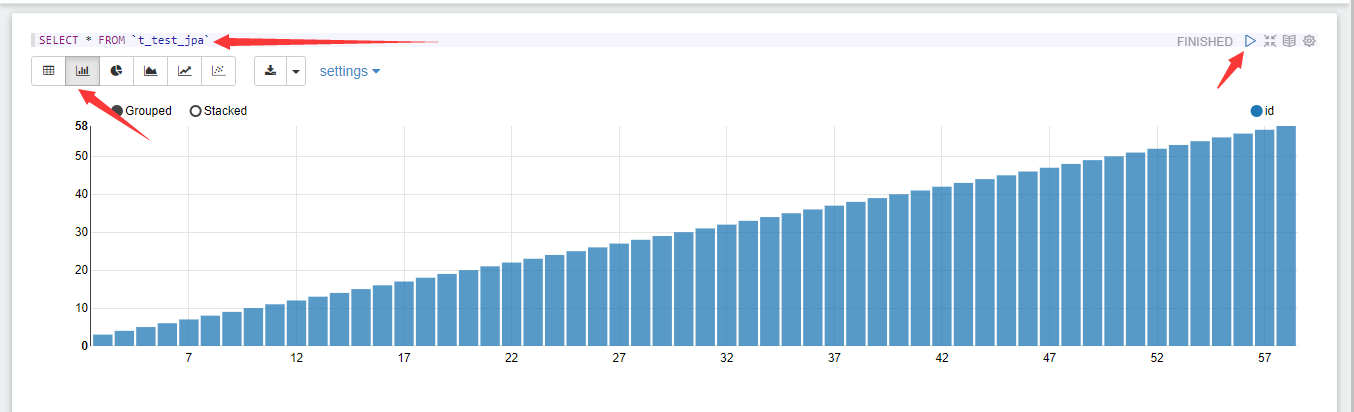 SELECT * FROM `t_test_jpa`
FINISHED
settings
Grouped Stacked
id
58
50
40
30
20
10
0
7 12 17 22 27 32 37 42 47 52 57